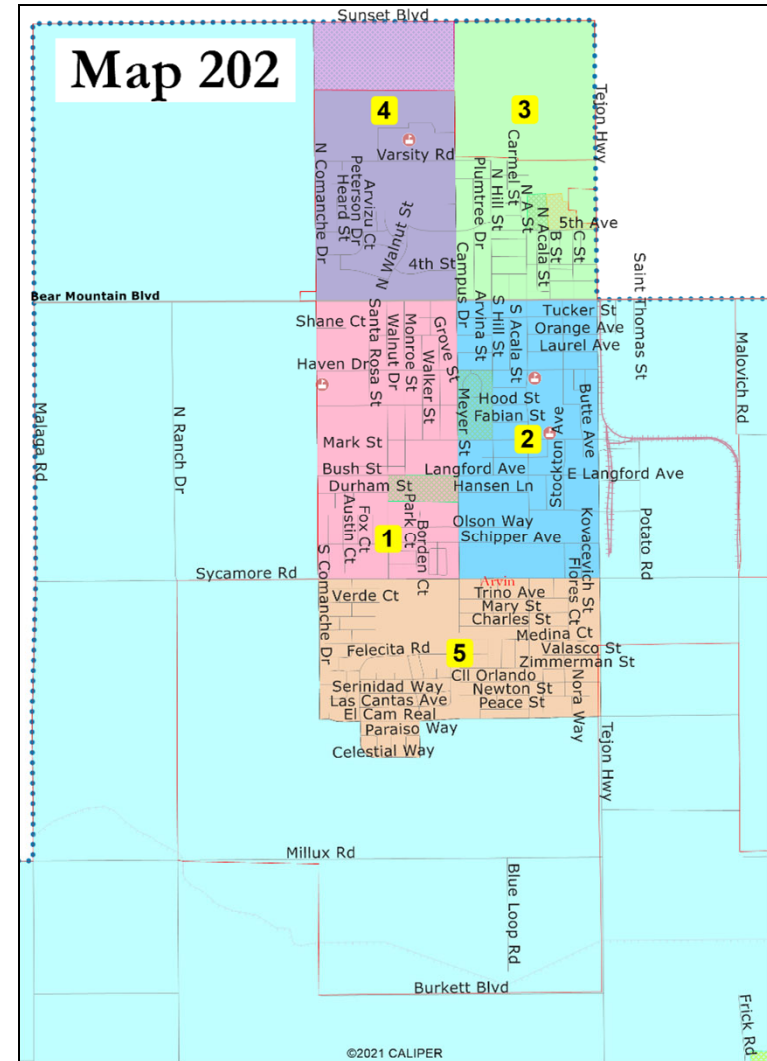 Sunset Blvd
Map 202
4
3
Tejon Hwy
Varsity Rd
Carmel St
N Comanche Dr
Peterson Dr
Heard St
Arvizu Ct
N Walnut St
Plumtree Dr
N Hill St
N A St
N Acala St
B St
C St
5th Ave
4th St
Campus Dr
Bear Mountain Blvd
Saint Thomas St
Shane Ct
Santa Rosa St
Walnut Dr
Monroe St
Walker St
Grove St
Arvina St
S Hill St
S Acala St
Tucker St
Orange Ave
Laurel Ave
Malovich Rd
Haven Dr
Meyer St
Hood St
Fabian St
Butte Ave
Malaga Rd
N Ranch Dr
Mark St
2
Stockton Ave
Bush St
Langford Ave
E Langford Ave
Durham St
Hansen Ln
Austin Ct
Fox Ct
Park Ct
Borden Ct
1
Olson Way
Schipper Ave
Kovacevich St
Potato Rd
Sycamore Rd
S Comanche Dr
Arvin
Verde Ct
Trino Ave
Mary St
Charles St
Flores Ct
Medina Ct
Felecita Rd
5
Valasco St
Zimmerman St
Cll Orlando
Serinidad Way
Newton St
Las Cantas Ave
Peace St
Nora Way
El Cam Real
Paraiso Way
Tejon Hwy
Celestial Way
Millux Rd
Blue Loop Rd
Burkett Blvd
Frick Rd
©2021 CALIPER